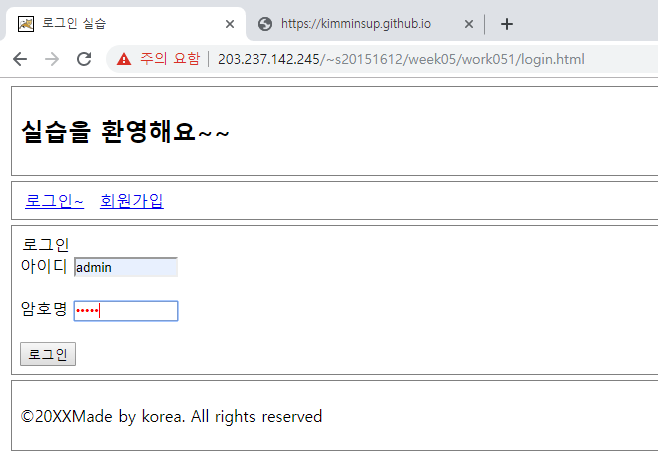 로그인 실습
https://kimminsup.github.io
주의 요함 203.237.142.245/~s20151612/week05/work051/login.html
실습을 환영해요~~
로그인~ 회원가입
로그인
아이디 admin
암호명 •••••
로그인
©20XXMade by korea. All rights reserved